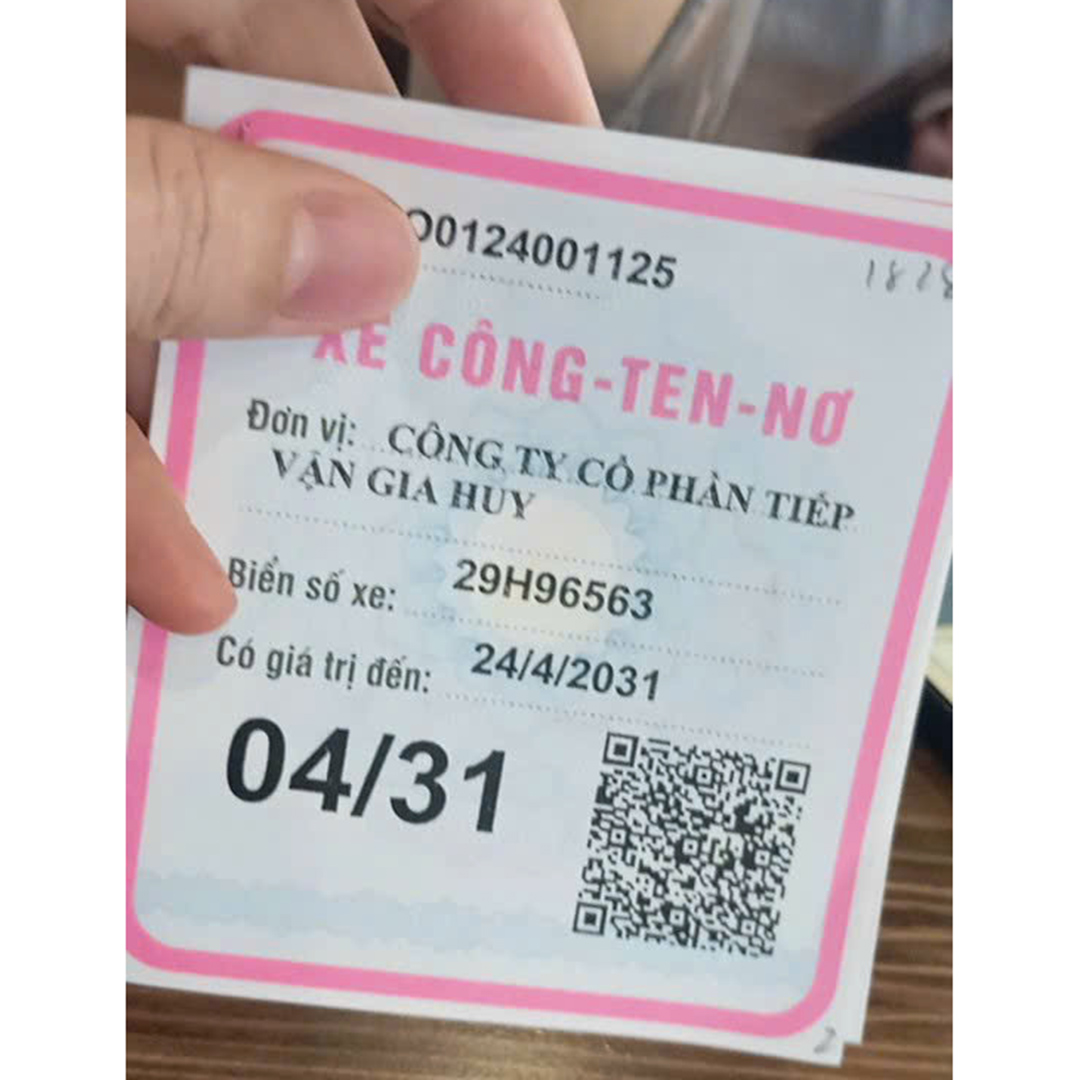 O0124001125
1828
XE CÔNG-TEN-NƠ
Đơn vị: CÔNG TY CỔ PHẦN TIẾP
VẬN GIA HUY
Biển số xe: 29H96563
Có giá trị đến: 24/4/2031
04/31